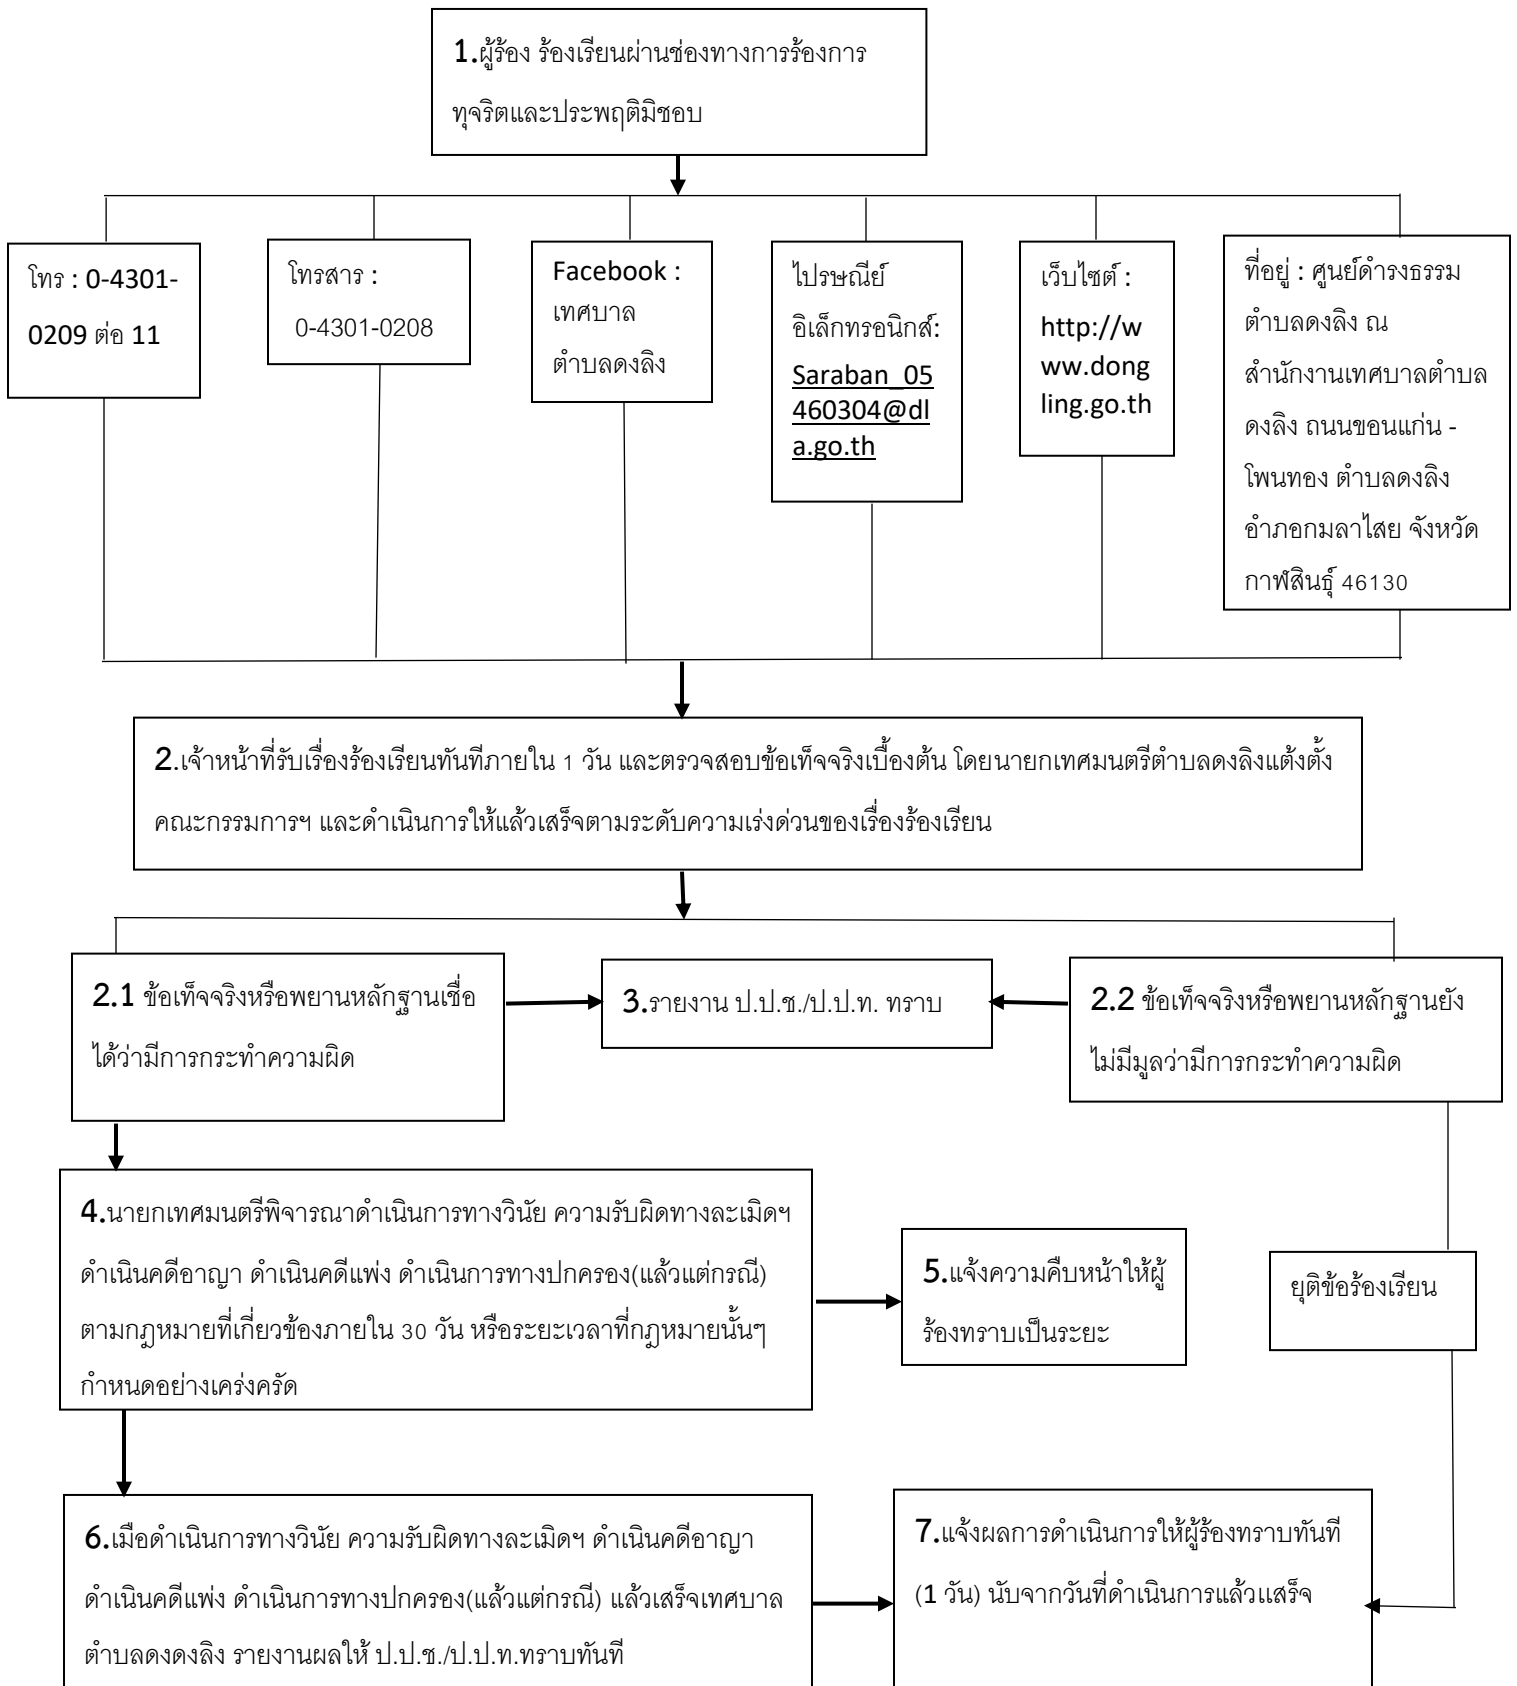 1.ผู้ร้อง ร้องเรียนผ่านช่องทางการร้องการ
ทุจริตและประพฤติมิชอบ
โทร : 0-4301-
0209 ต่อ 11
โทรสาร :
0-4301-0208
Facebook :
เทศบาล
ตำบลดงลิง
ไปรษณีย์
อิเล็กทรอนิกส์:
Saraban_05
460304@dl
a.go.th
เว็บไซต์ :
http://w
ww.dong
ling.go.th
ที่อยู่ : ศูนย์ดำรงธรรม
ตำบลดงลิง ณ
สำนักงานเทศบาลตำบล
ดงลิง ถนนขอนแก่น -
โพนทอง ตำบลดงลิง
อำภอกมลาไสย จังหวัด
กาฬสินธุ์ 46130
2.เจ้าหน้าที่รับเรื่องร้องเรียนทันทีภายใน 1 วัน และตรวจสอบข้อเท็จจริงเบื้องต้น โดยนายกเทศมนตรีตำบลดงลิงแต้งตั้ง
คณะกรรมการฯ และดำเนินการให้แล้วเสร็จตามระดับความเร่งด่วนของเรื่องร้องเรียน
2.1 ข้อเท็จจริงหรือพยานหลักฐานเชื่อ
ได้ว่ามีการกระทำความผิด
3.รายงาน ป.ป.ช./ป.ป.ท. ทราบ
2.2 ข้อเท็จจริงหรือพยานหลักฐานยัง
ไม่มีมูลว่ามีการกระทำความผิด
4.นายกเทศมนตรีพิจารณาดำเนินการทางวินัย ความรับผิดทางละเมิดฯ
ดำเนินคดีอาญา ดำเนินคดีแพ่ง ดำเนินการทางปกครอง(แล้วแต่กรณี)
ตามกฎหมายที่เกี่ยวข้องภายใน 30 วัน หรือระยะเวลาที่กฎหมายนั้นๆ
กำหนดอย่างเคร่งครัด
5.แจ้งความคืบหน้าให้ผู้
ร้องทราบเป็นระยะ
ยุติข้อร้องเรียน
6.เมื่อดำเนินการทางวินัย ความรับผิดทางละเมิดฯ ดำเนินคดีอาญา
ดำเนินคดีแพ่ง ดำเนินการทางปกครอง(แล้วแต่กรณี) แล้วเสร็จเทศบาล
ตำบลดงดงลิง รายงานผลให้ ป.ป.ช./ป.ป.ท.ทราบทันที
7.แจ้งผลการดำเนินการให้ผู้ร้องทราบทันที
(1 วัน) นับจากวันที่ดำเนินการแล้วเสร็จ